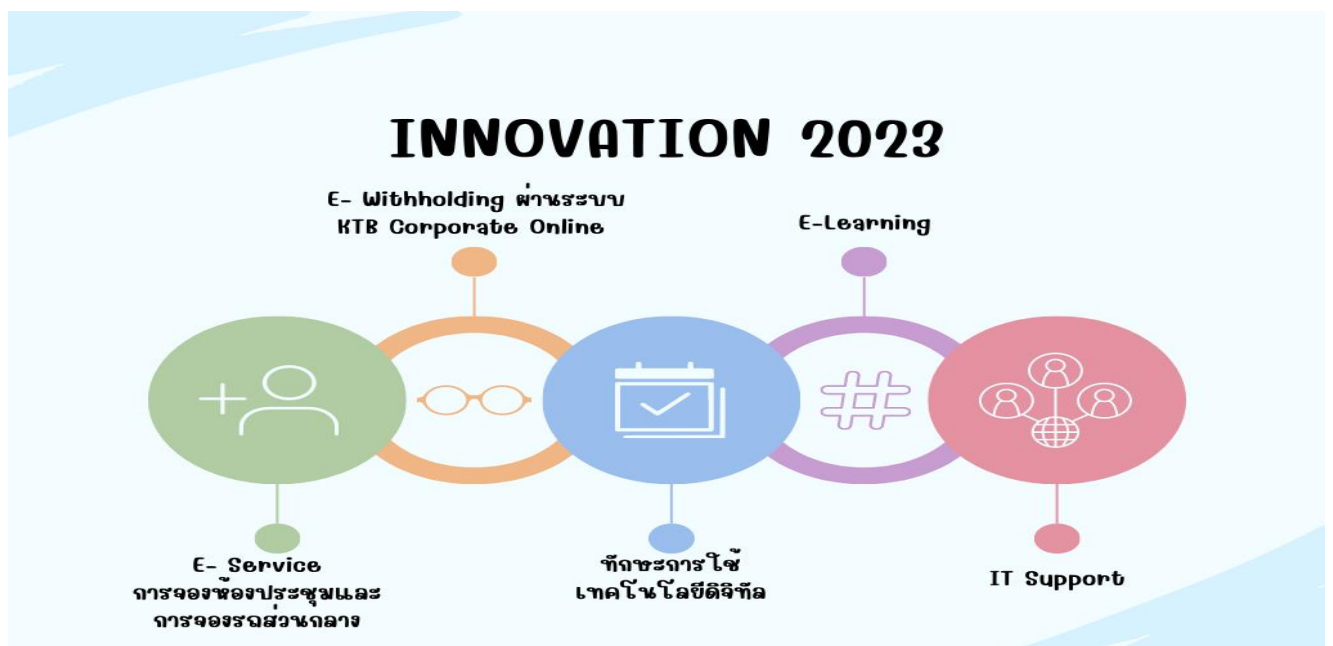 INNOVATION 2023
E- Withholding ผ่านระบบ
KTB Corporate Online
E-Learning
E- Service
การจองห้องประชุมและ
การจองรถส่วนกลาง
ทักษะการใช้
เทคโนโลยีดิจิทัล
IT Support